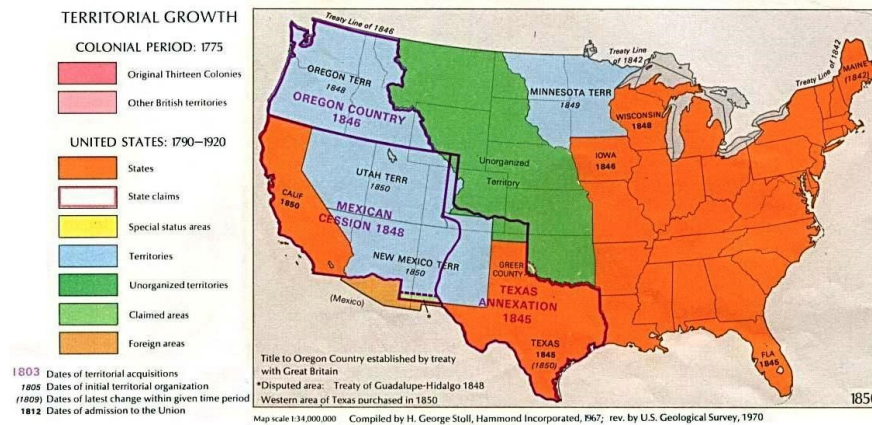 TERRITORIAL GROWTH
COLONIAL PERIOD: 1775
Original Thirteen Colonies
Other British territories
UNITED STATES: 1790–1920
States
State claims
Special status areas
Territories
Unorganized territories
Claimed areas
Foreign areas
1803 Dates of territorial acquisitions
1805 Dates of initial territorial organization
(1809) Dates of latest change within given time period
1812 Dates of admission to the Union
Treaty Line of 1846
Treaty Line
of 1842
Treaty Line of
1842
MAINE
(1842)
OREGON TERR
1848
OREGON COUNTRY
1846
MINNESOTA TERR
1849
WISCONSIN
1848
IOWA
1846
Unorganized
Territory
UTAH TERR
1850
CALIF
1850
MEXICAN
CESSION 1848
NEW MEXICO TERR
1850
GREER
COUNTY
TEXAS
ANNEXATION
1845
(Mexico)
*
TEXAS
1845
(1850)
FLA
1845
Title to Oregon Country established by treaty
with Great Britain
*Disputed area: Treaty of Guadalupe-Hidalgo 1848
Western area of Texas purchased in 1850
1850
Map scale 1:34,000,000 Compiled by H. George Stoll, Hammond Incorporated, 1967; rev. by U.S. Geological Survey, 1970